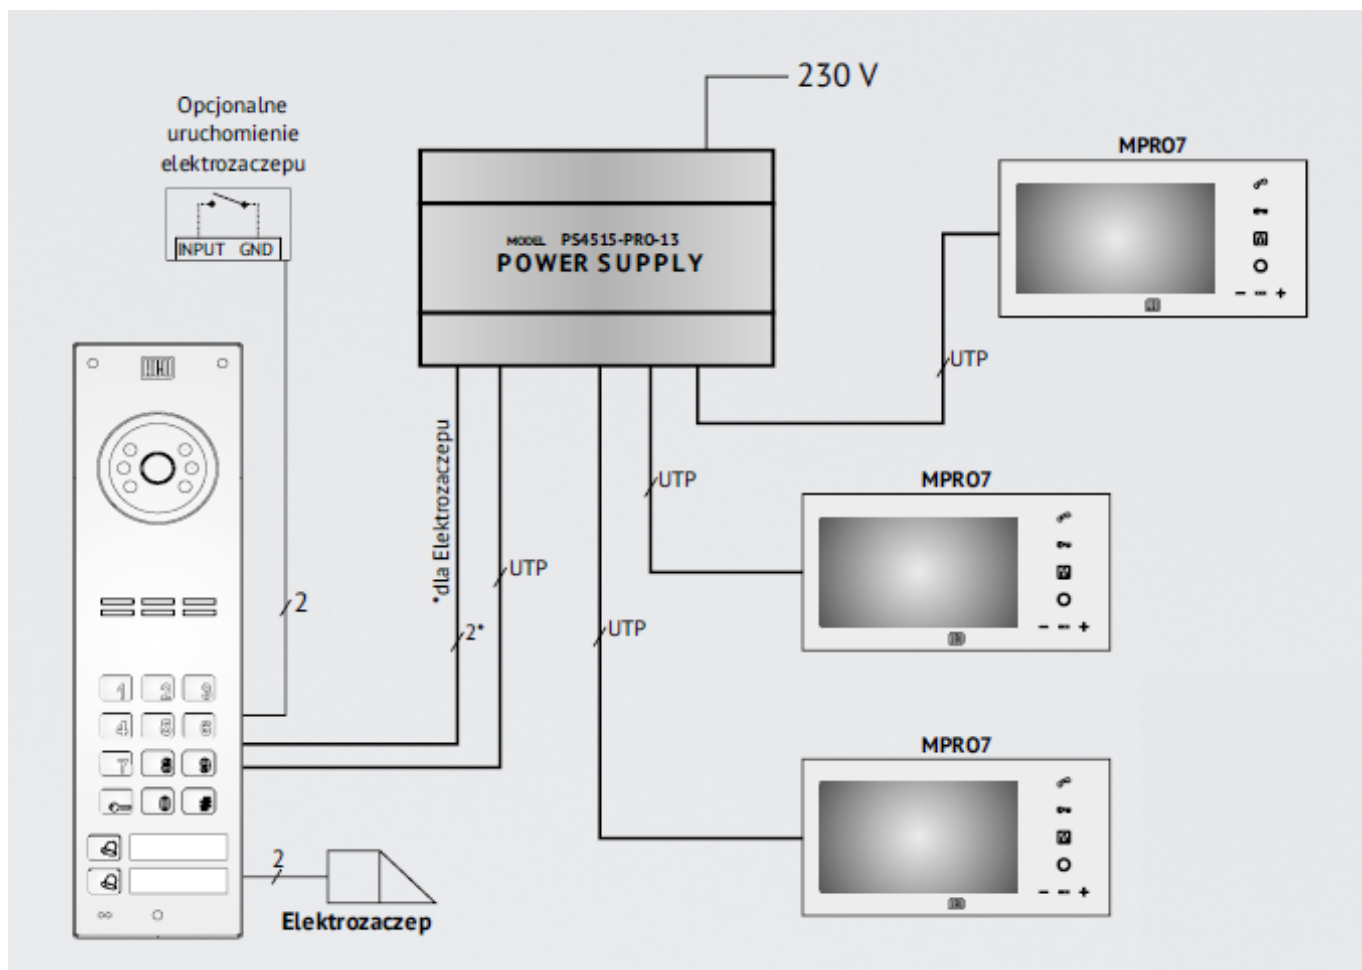 230 V
Opcjonalne
uruchomienie
elektrozaczepu
INPUT GND
MODEL PS4515-PRO-13
POWER SUPPLY
MPRO7
- +
UTP
*dla Elektrozaczepu
2*
UTP
UTP
UTP
MPRO7
- +
MPRO7
- +
2
1 2 3
4 5 6
7 8 9
0 #
2
Elektrozaczep